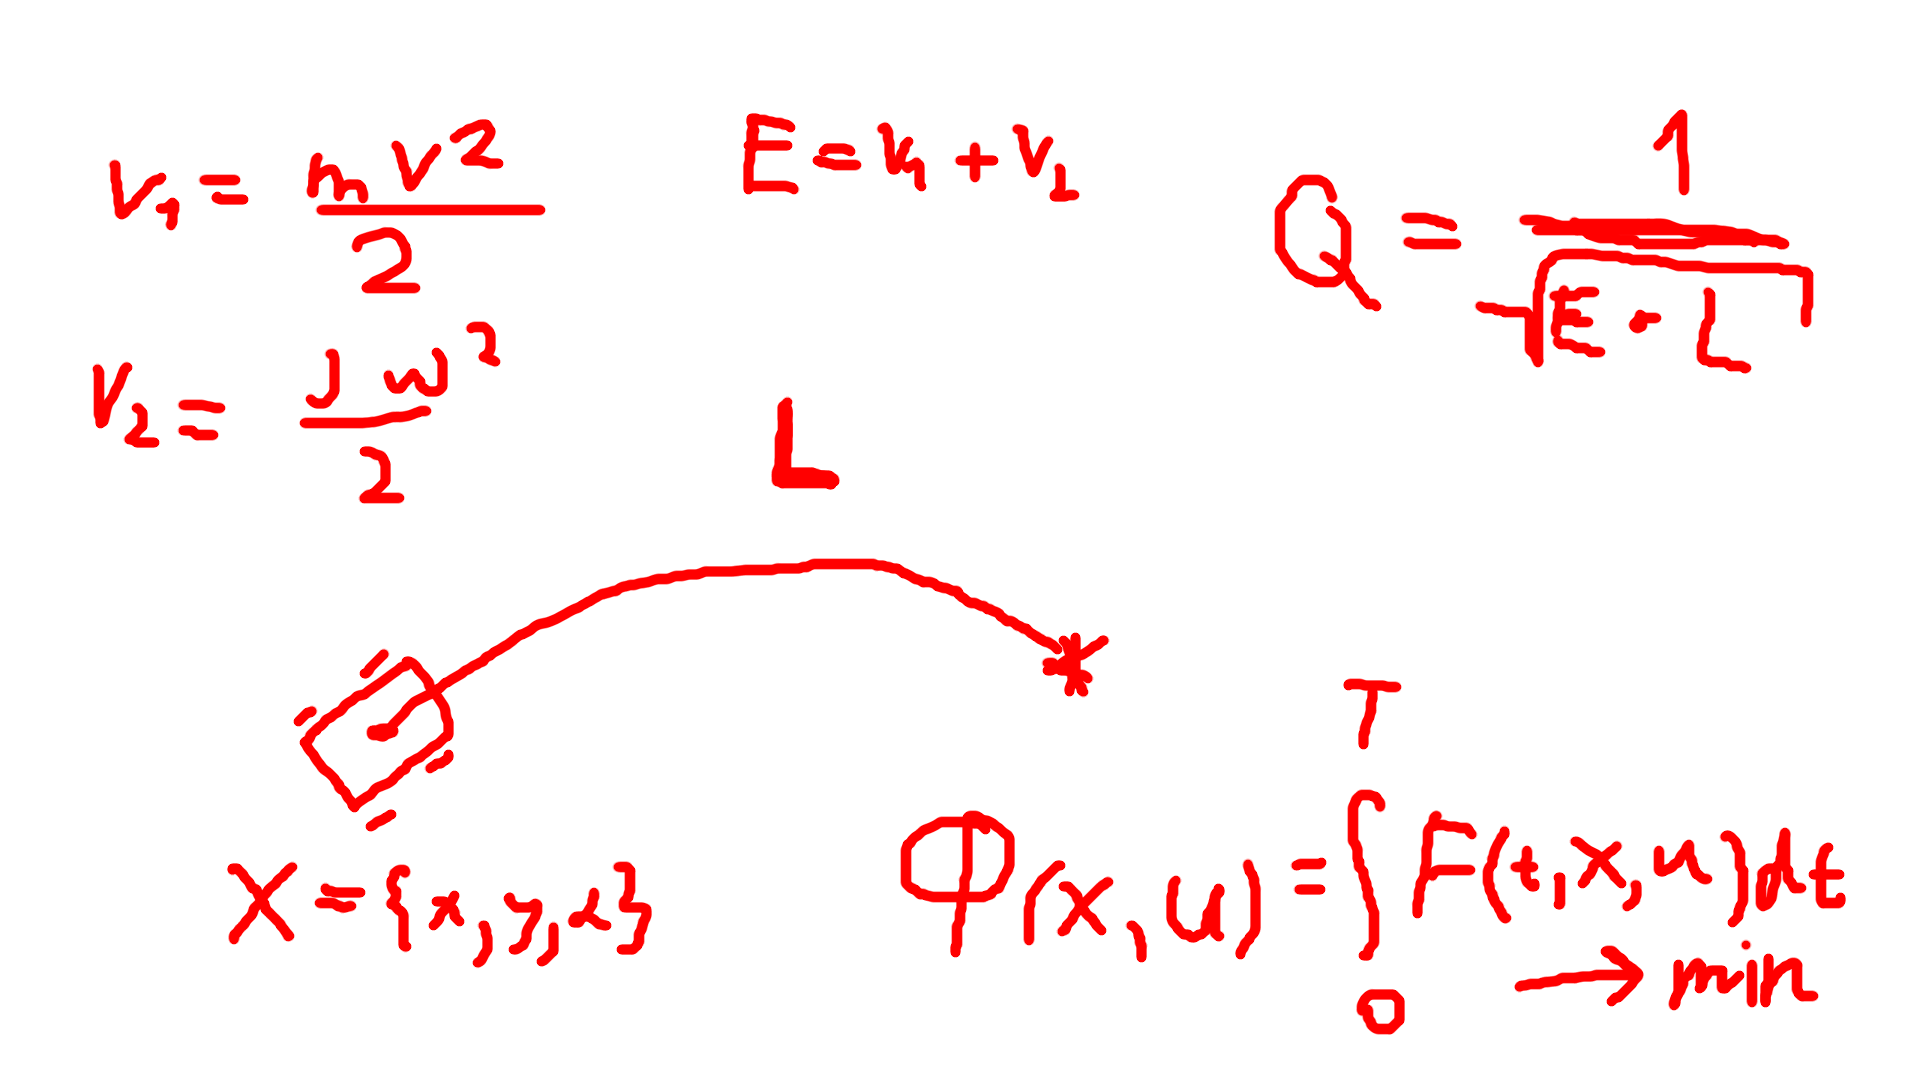 V₁ = mv²/2
E = V₁ + V₂
Q = 1/√(E · L)
V₂ = Jω²/2
L
X = {x, y, α}
Φ(x, u) = ∫₀ᵀ F(t, x, u)dt → min